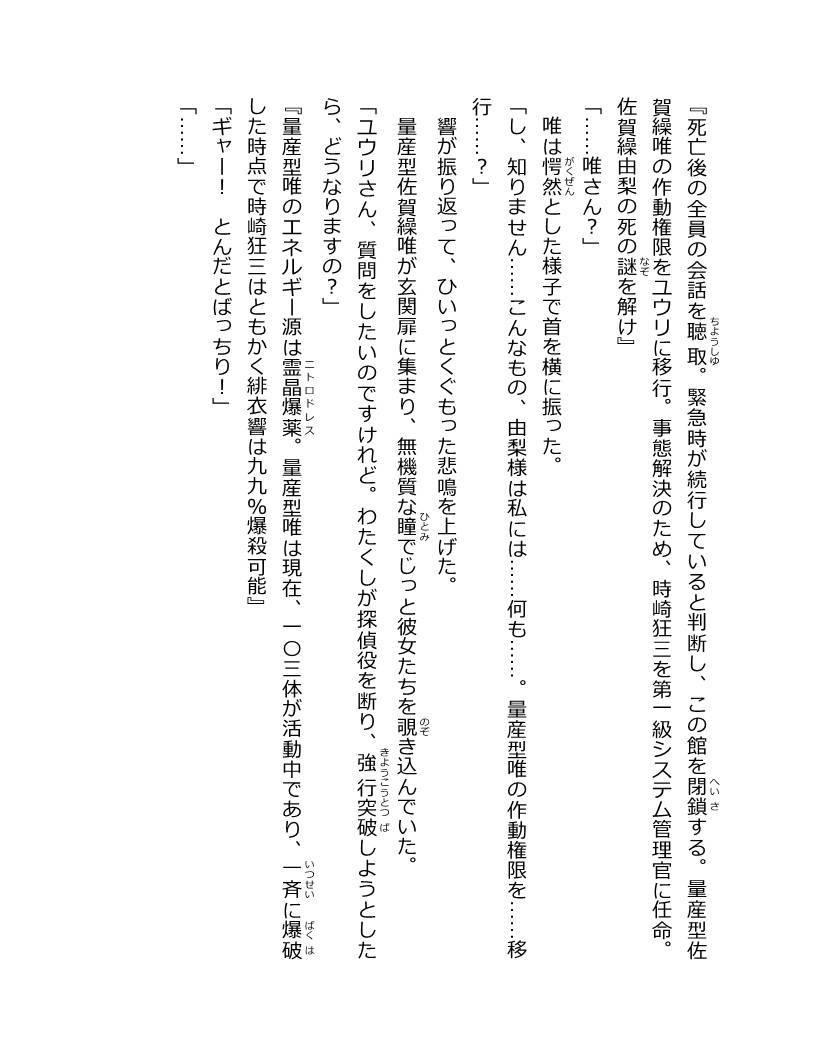 『死亡後の全員の会話を聴取。緊急時が続行していると判断し、この館を閉鎖する。量産型佐
賀繰唯の作動権限をユウリに移行。事態解決のため、時崎狂三を第一級システム管理官に任命。
佐賀繰由梨の死の謎を解け』
「……唯さん？」
　唯は愕然とした様子で首を横に振った。
「し、知りません……こんなもの、由梨様は私には……何も……。量産型唯の作動権限を……移
行……？」
　響が振り返って、ひいっとくぐもった悲鳴を上げた。
　量産型佐賀繰唯が玄関扉に集まり、無機質な瞳でじっと彼女たちを覗き込んでいた。
「ユウリさん、質問をしたいのですけれど。わたくしが探偵役を断り、強行突破しようとした
ら、どうなりますの？」
『量産型唯のエネルギー源は霊晶爆薬。量産型唯は現在、一〇三体が活動中であり、一斉に爆破
した時点で時崎狂三はともかく緋衣響は九九％爆殺可能』
「ギャー！　とんだとばっちり！」
「……」